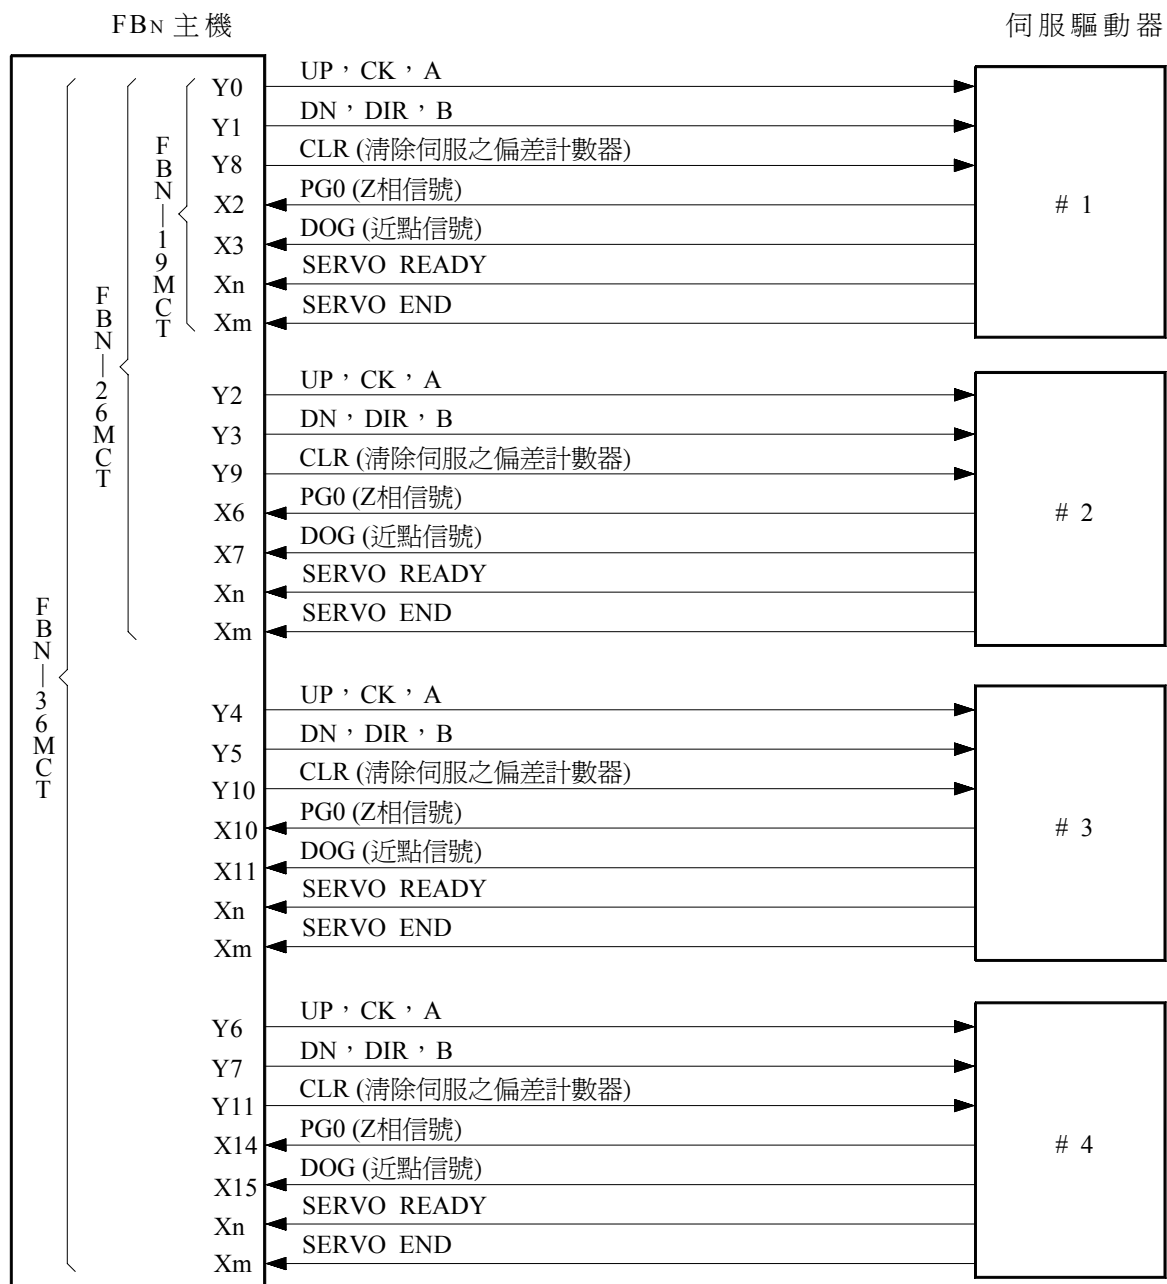 FBN 主機
伺服驅動器
Y0
UP，CK，A
Y1
DN，DIR，B
Y8
CLR (清除伺服之偏差計數器)
X2
PG0 (Z相信號)
X3
DOG (近點信號)
Xn
SERVO READY
Xm
SERVO END
# 1
FBN—19MCT
Y2
UP，CK，A
Y3
DN，DIR，B
Y9
CLR (清除伺服之偏差計數器)
X6
PG0 (Z相信號)
X7
DOG (近點信號)
Xn
SERVO READY
Xm
SERVO END
# 2
FBN—26MCT
Y4
UP，CK，A
Y5
DN，DIR，B
Y10
CLR (清除伺服之偏差計數器)
X10
PG0 (Z相信號)
X11
DOG (近點信號)
Xn
SERVO READY
Xm
SERVO END
# 3
FBN—36MCT
Y6
UP，CK，A
Y7
DN，DIR，B
Y11
CLR (清除伺服之偏差計數器)
X14
PG0 (Z相信號)
X15
DOG (近點信號)
Xn
SERVO READY
Xm
SERVO END
# 4